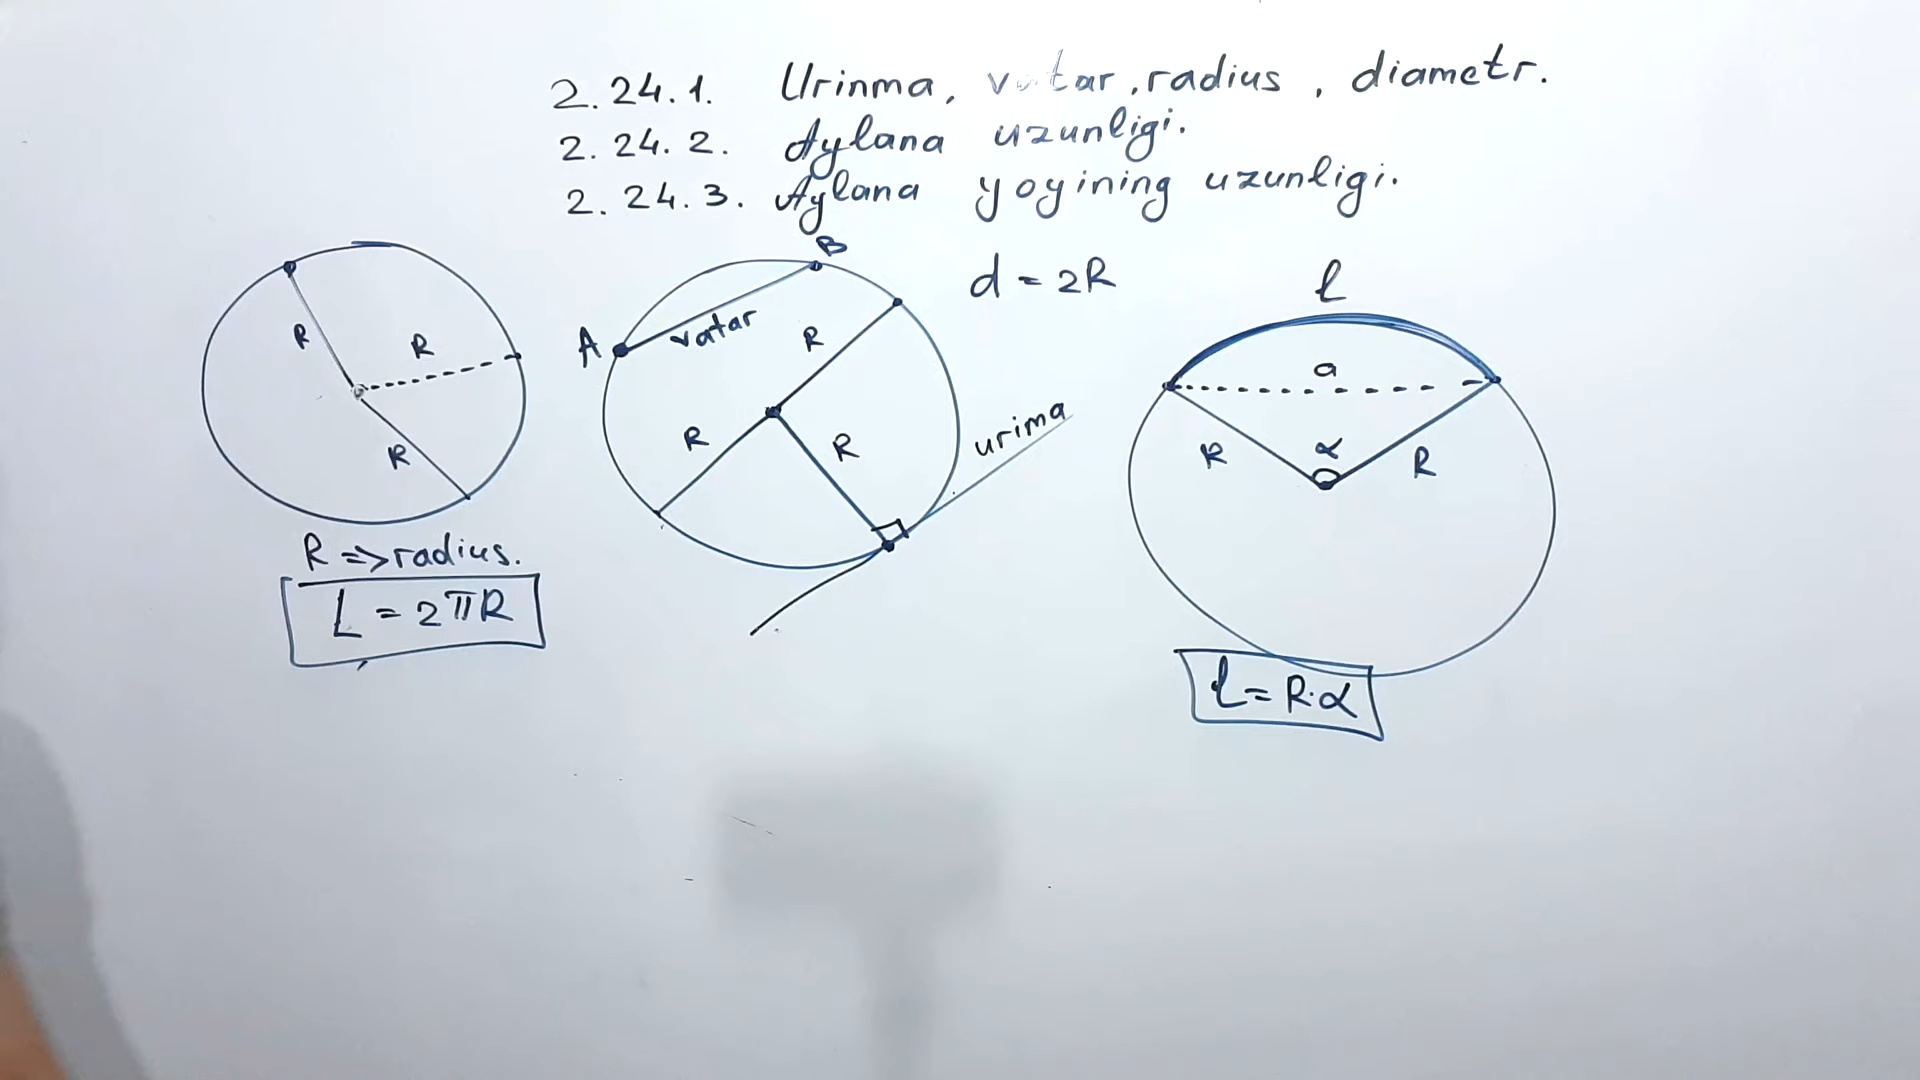 2.24.1. Urinma, vatar, radius, diametr.
2.24.2. Aylana uzunligi.
2.24.3. Aylana yoyining uzunligi.
R
R
R
R => radius.
L = 2πR
A
B
vatar
R
R
R
urima
d = 2R
l
a
R
α
R
l = R·α